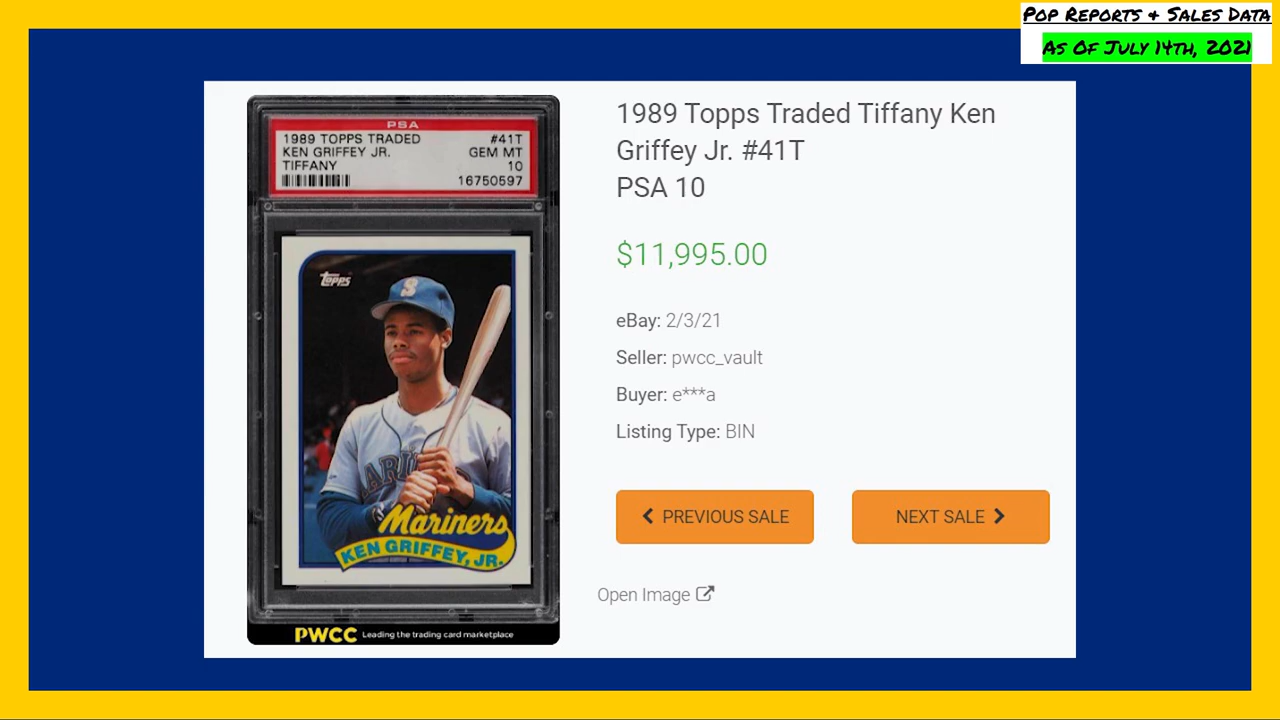 Pop Reports & Sales Data
As Of July 14th, 2021
PSA
1989 TOPPS TRADED #41T
KEN GRIFFEY JR. GEM MT
TIFFANY 10
16750597
Topps
MARIN
Mariners
KEN GRIFFEY, JR.
PWCC Leading the trading card marketplace
1989 Topps Traded Tiffany Ken
Griffey Jr. #41T
PSA 10
$11,995.00
eBay: 2/3/21
Seller: pwcc_vault
Buyer: e***a
Listing Type: BIN
PREVIOUS SALE
NEXT SALE
Open Image